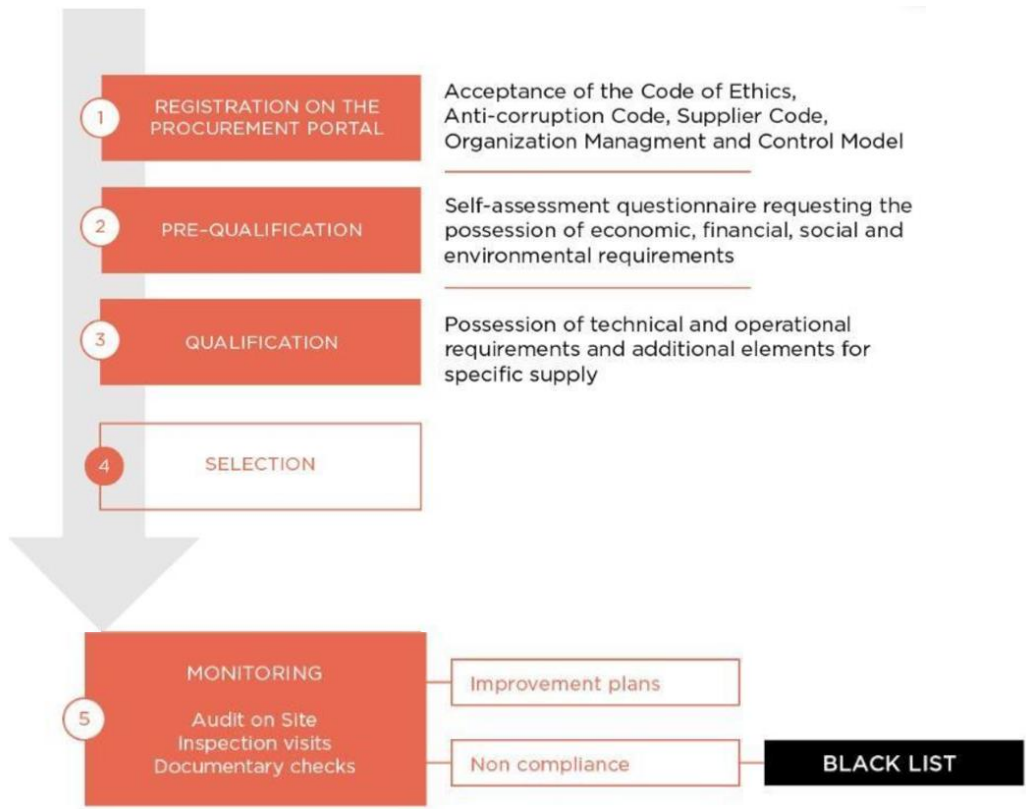 1
REGISTRATION ON THE
PROCUREMENT PORTAL
Acceptance of the Code of Ethics,
Anti-corruption Code, Supplier Code,
Organization Managment and Control Model
2
PRE-QUALIFICATION
Self-assessment questionnaire requesting the
possession of economic, financial, social and
environmental requirements
3
QUALIFICATION
Possession of technical and operational
requirements and additional elements for
specific supply
4
SELECTION
5
MONITORING
Audit on Site
Inspection visits
Documentary checks
Improvement plans
Non compliance
BLACK LIST